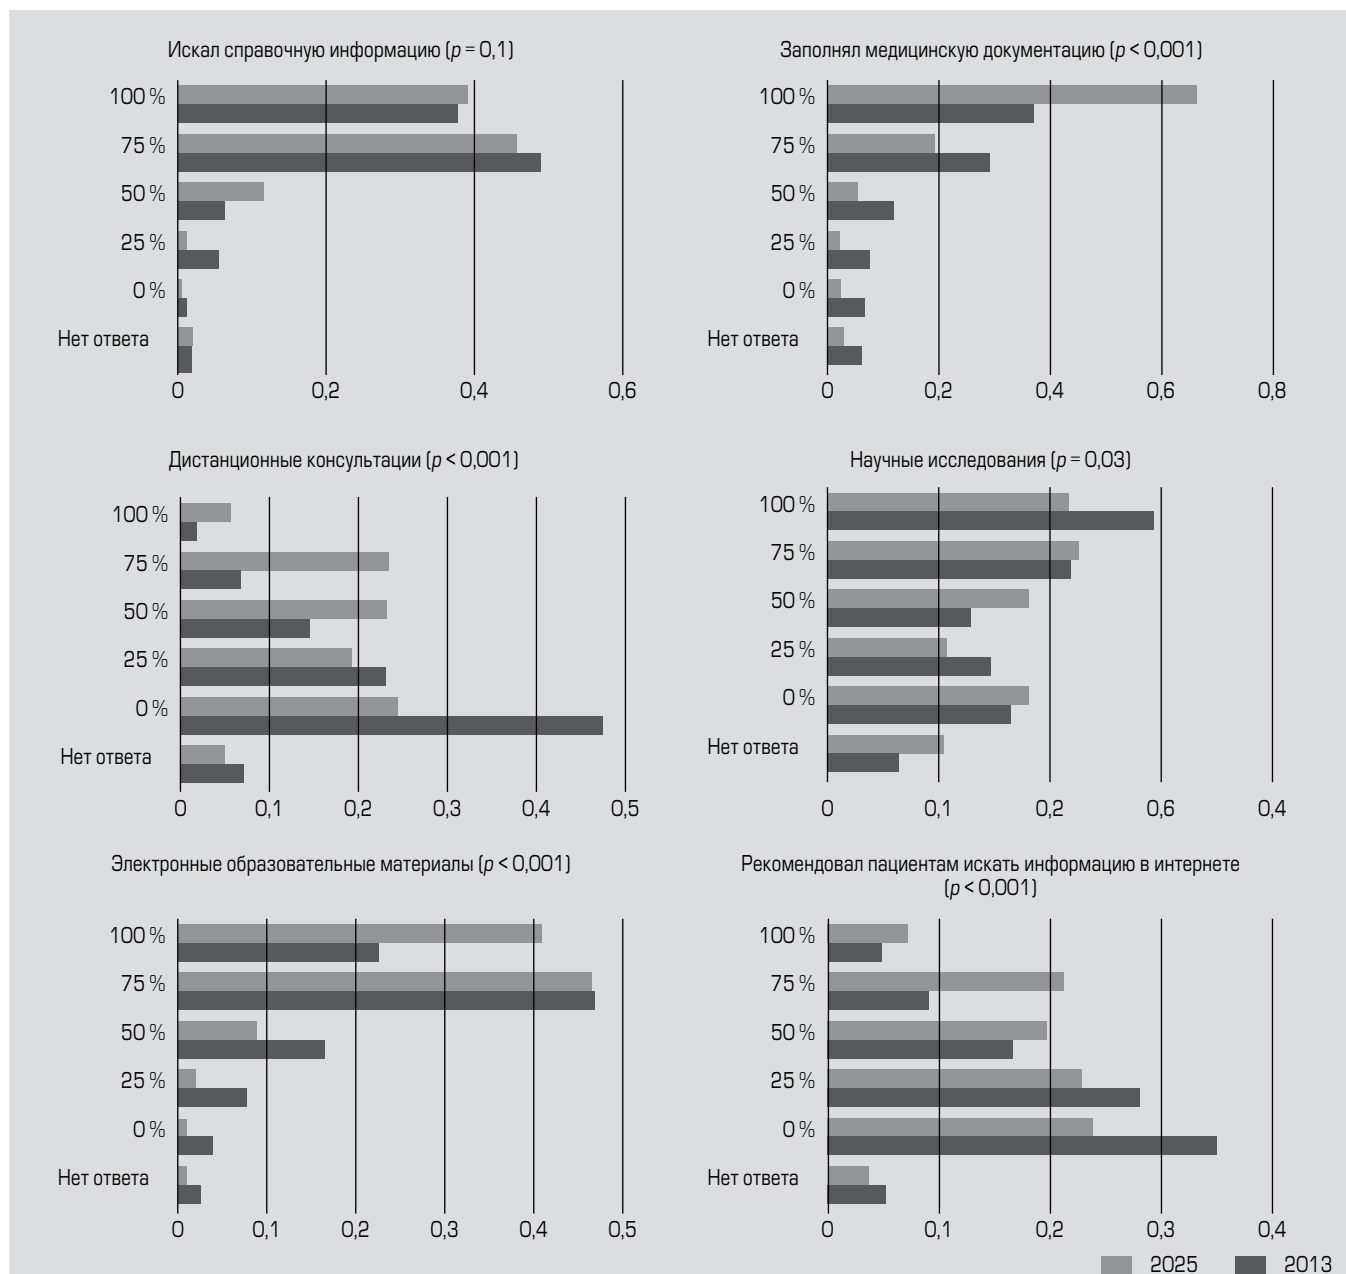 Искал справочную информацию (p = 0,1)
100 %
75 %
50 %
25 %
0 %
Нет ответа
0 0,2 0,4 0,6
Заполнял медицинскую документацию (p < 0,001)
100 %
75 %
50 %
25 %
0 %
Нет ответа
0 0,2 0,4 0,6 0,8
Дистанционные консультации (p < 0,001)
100 %
75 %
50 %
25 %
0 %
Нет ответа
0 0,1 0,2 0,3 0,4 0,5
Научные исследования (p = 0,03)
100 %
75 %
50 %
25 %
0 %
Нет ответа
0 0,1 0,2 0,6 0,4
Электронные образовательные материалы (p < 0,001)
100 %
75 %
50 %
25 %
0 %
Нет ответа
0 0,1 0,2 0,3 0,4 0,5
Рекомендовал пациентам искать информацию в интернете
(p < 0,001)
100 %
75 %
50 %
25 %
0 %
Нет ответа
0 0,1 0,2 0,3 0,4
2025 2013